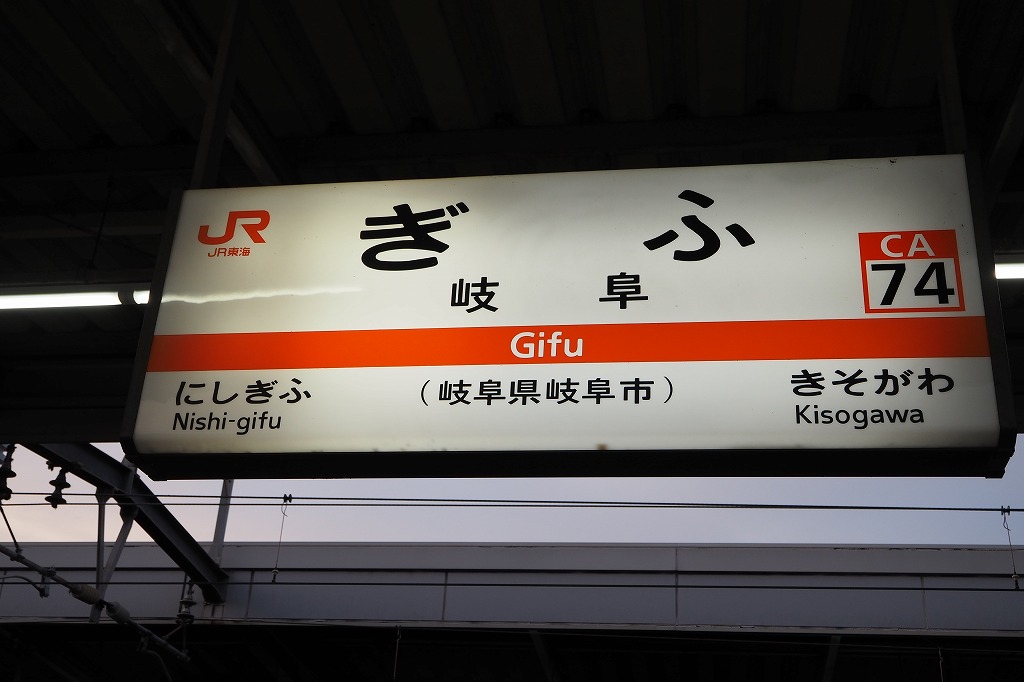 JR
JR東海
ぎふ
CA
74
岐阜
Gifu
にしぎふ
Nishi-gifu
（岐阜県岐阜市）
きそがわ
Kisogawa